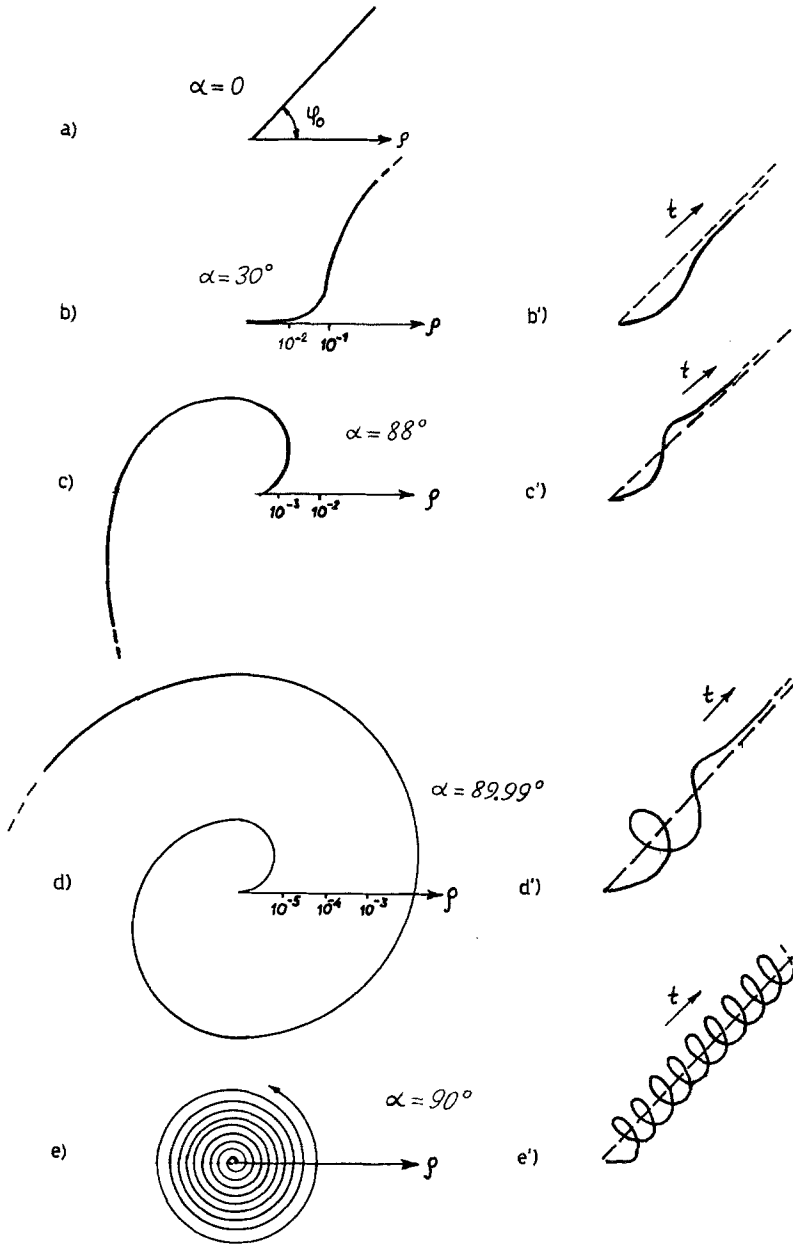 α = 0
φ₀
a)
ρ
t
α = 30°
b)
10⁻² 10⁻¹
ρ
b')
t
α = 88°
c)
10⁻³ 10⁻²
ρ
c')
t
α = 89.99°
d)
10⁻⁵ 10⁻⁴ 10⁻³
ρ
d')
t
α = 90°
e)
ρ
e')